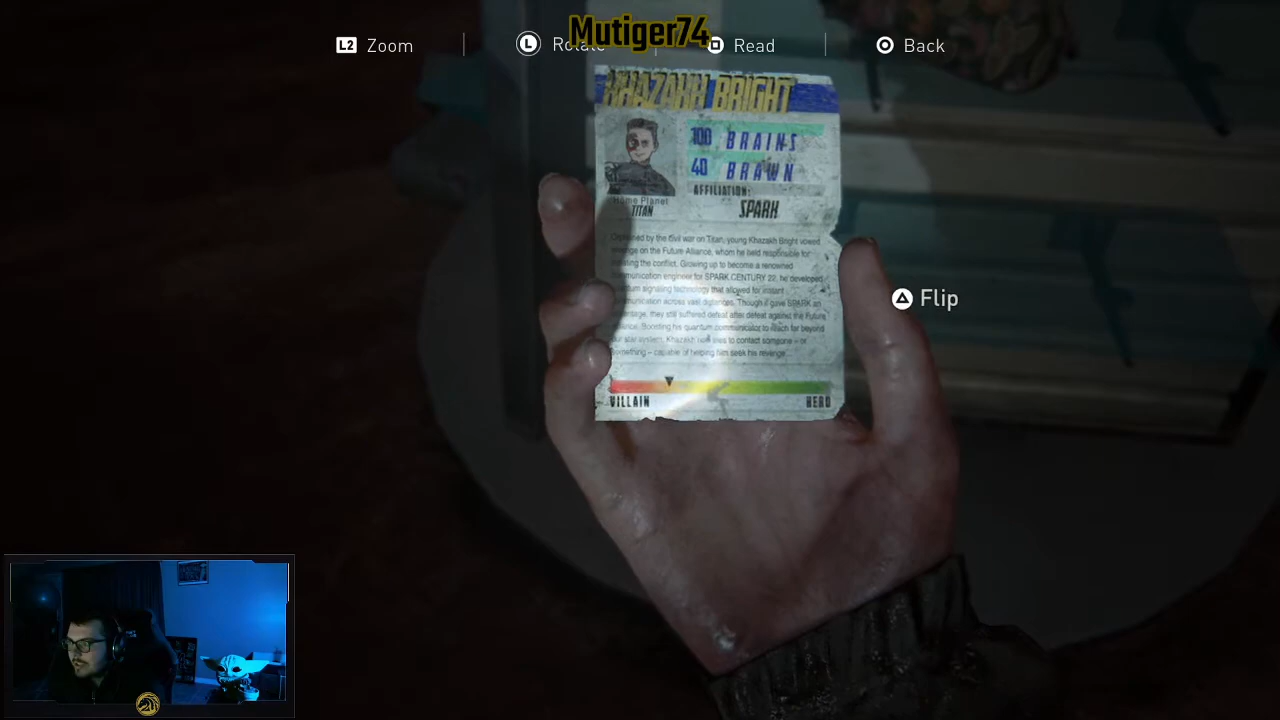 Mutiger74
L2 Zoom
L Rotate
Read
Back
KHAZAKH BRIGHT
100 BRAINS
40 BRAWN
AFFILIATION:
SPARK
Home Planet
TITAN
Orphaned by the civil war on Titan, young Khazakh Bright vowed
revenge on the Future Alliance, whom he held responsible for
the conflict. Growing up to become a renowned
communication engineer for SPARK CENTURY 22, he developed
quantum signaling technology that allowed for instant
communication across vast distances. Though it gave SPARK an
advantage, they still suffered defeat after defeat against the Future
Alliance. Boosting his quantum communicator to reach far beyond
our star system, Khazakh now tries to contact someone – or
something – capable of helping him seek his revenge.
VILLAIN
HERO
Flip